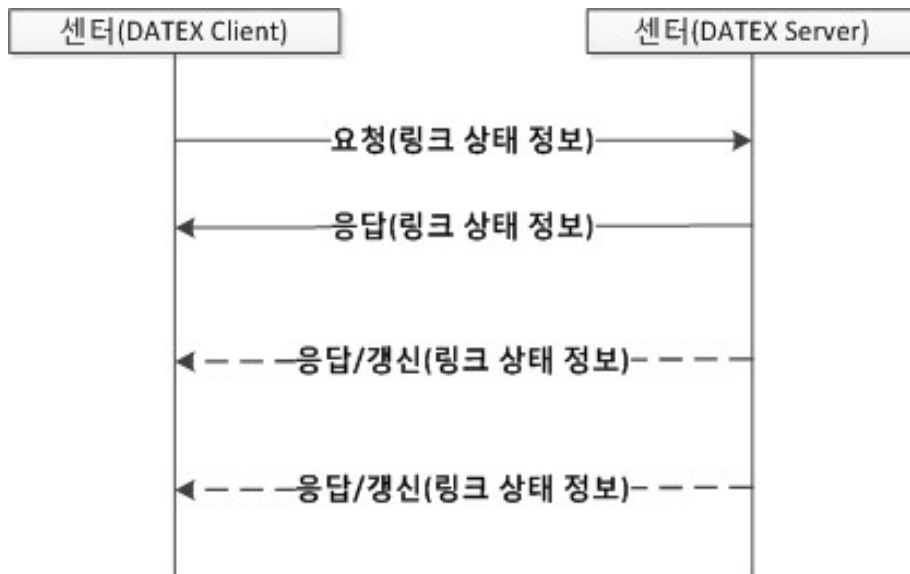 센터(DATEX Client)
센터(DATEX Server)
요청(링크 상태 정보)
응답(링크 상태 정보)
응답/갱신(링크 상태 정보)
응답/갱신(링크 상태 정보)